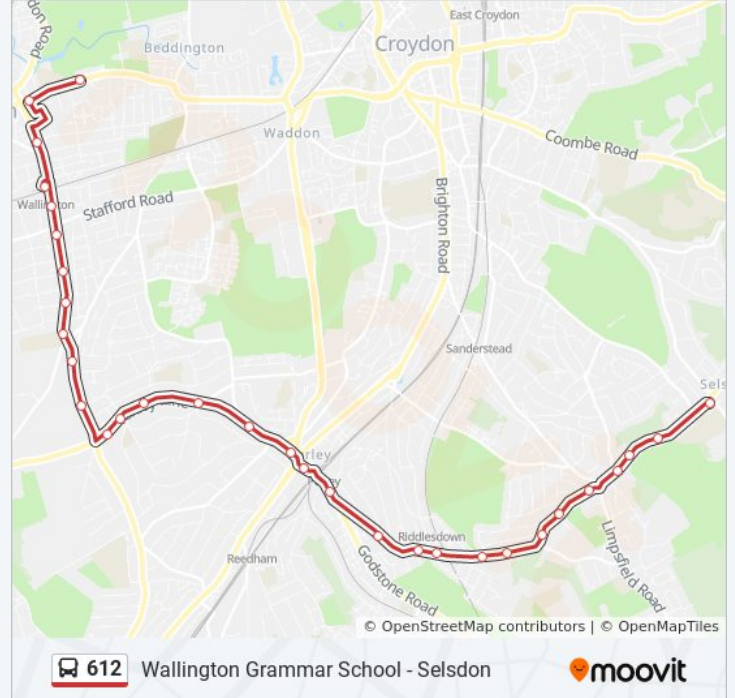 East Croydon
Beddington
Croydon
Waddon
Coombe Road
Stafford Road
Brighton Road
Sanderstead
Riddlesdown
Reedham
Godstone Road
Limpsfield Road
© OpenStreetMap contributors | © OpenMapTiles
612 Wallington Grammar School - Selsdon
moovit